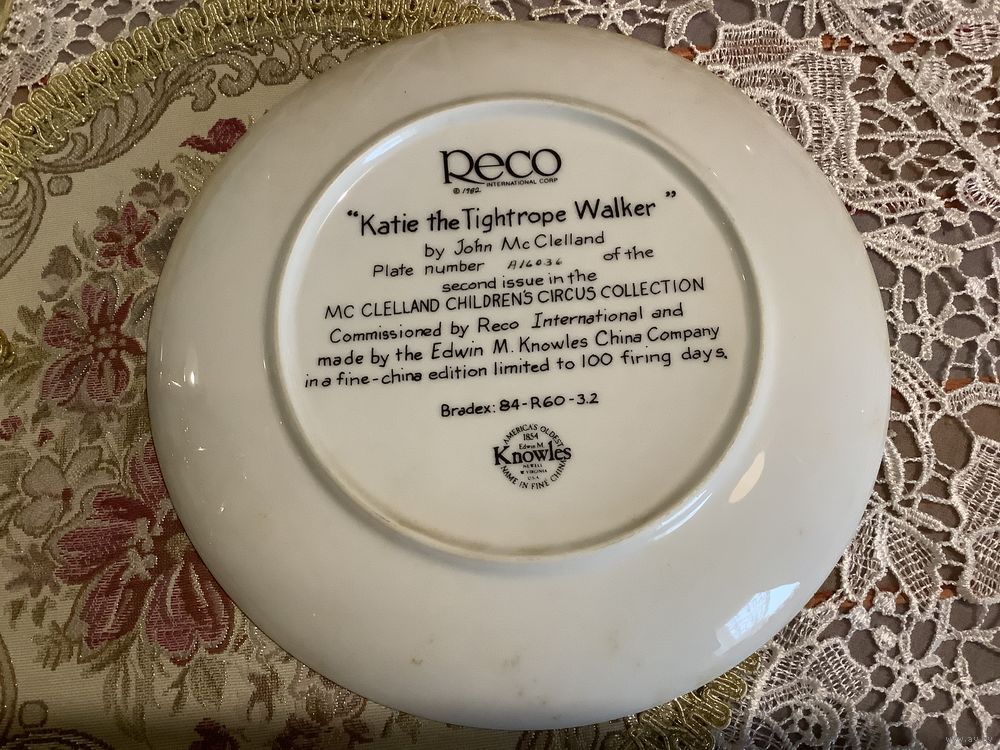 Reco
© 1982 INTERNATIONAL CORP
“Katie the Tightrope Walker”
by John McClelland
Plate number A16036 of the
second issue in the
MC CLELLAND CHILDREN'S CIRCUS COLLECTION
Commissioned by Reco International and
made by the Edwin M. Knowles China Company
in a fine-china edition limited to 100 firing days.
Bradex: 84-R60-3.2
AMERICA'S OLDEST
1854
Edwin M.
Knowles
NEWELL
W. VIRGINIA
U.S.A.
NAME IN FINE CHINA